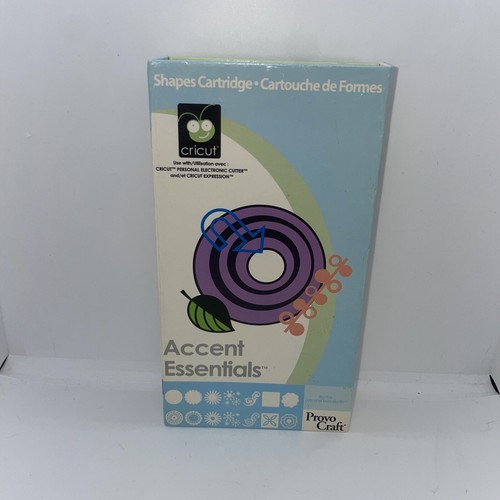 Shapes Cartridge • Cartouche de Formes
cricut™
Use with/Utilisation avec :
CRICUT™ PERSONAL ELECTRONIC CUTTER™
and/et CRICUT EXPRESSION™
Accent
Essentials™
Provo
Craft®